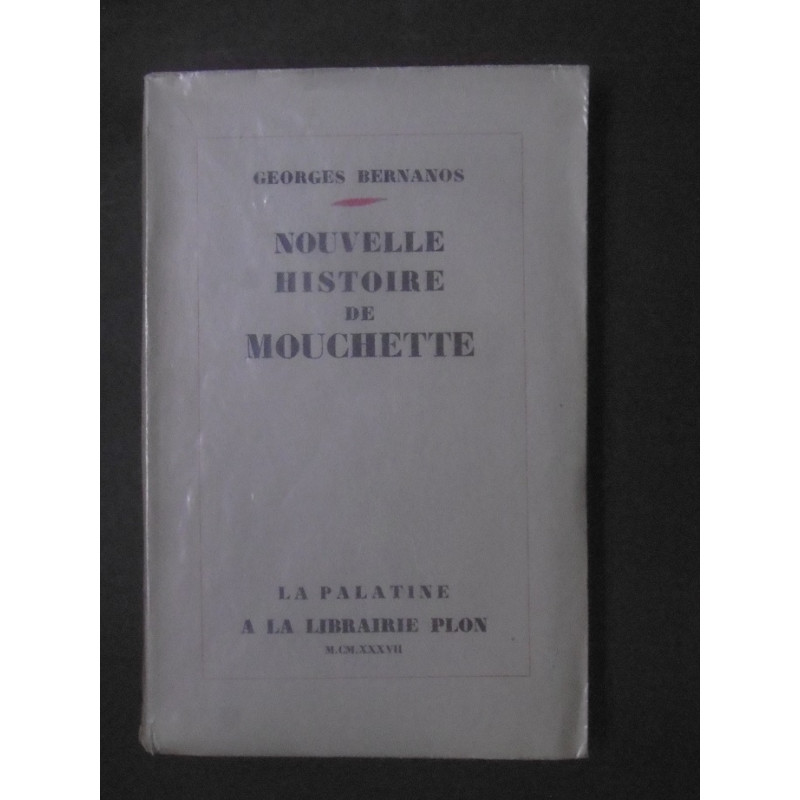 GEORGES BERNANOS
NOUVELLE
HISTOIRE
DE
MOUCHETTE
LA PALATINE
A LA LIBRAIRIE PLON
M.CM.XXXVII